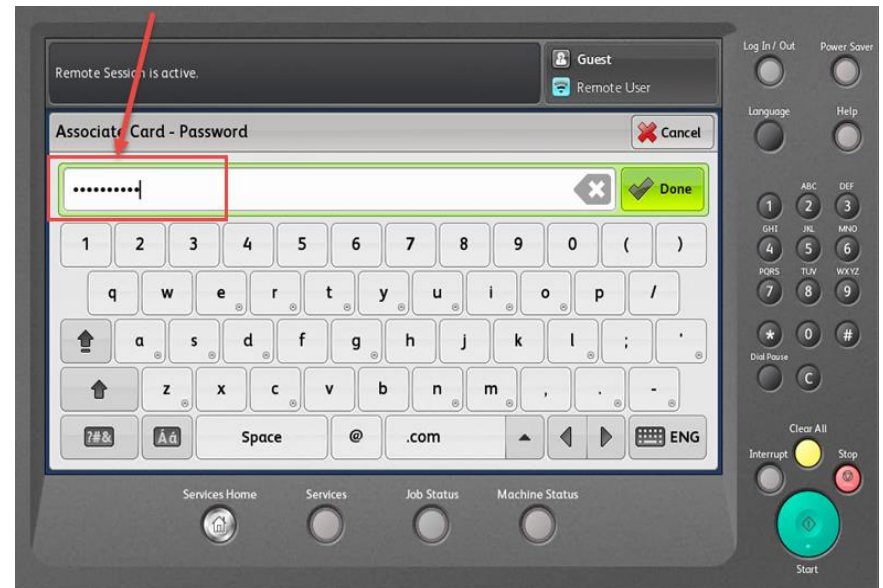 Remote Session is active.
Guest
Remote User
Associate Card - Password
Cancel
••••••••••
Done
1 2 3 4 5 6 7 8 9 0 ( )
q w e r t y u i o p /
a s d f g h j k l ; '
z x c v b n m , . -
?#& Áá Space @ .com ENG
Services Home Services Job Status Machine Status
Log In / Out Power Saver
Language Help
ABC DEF
1 2 3
GHI JKL MNO
4 5 6
PQRS TUV WXYZ
7 8 9
* 0 #
Dial Pause
C
Clear All
Interrupt Stop
Start